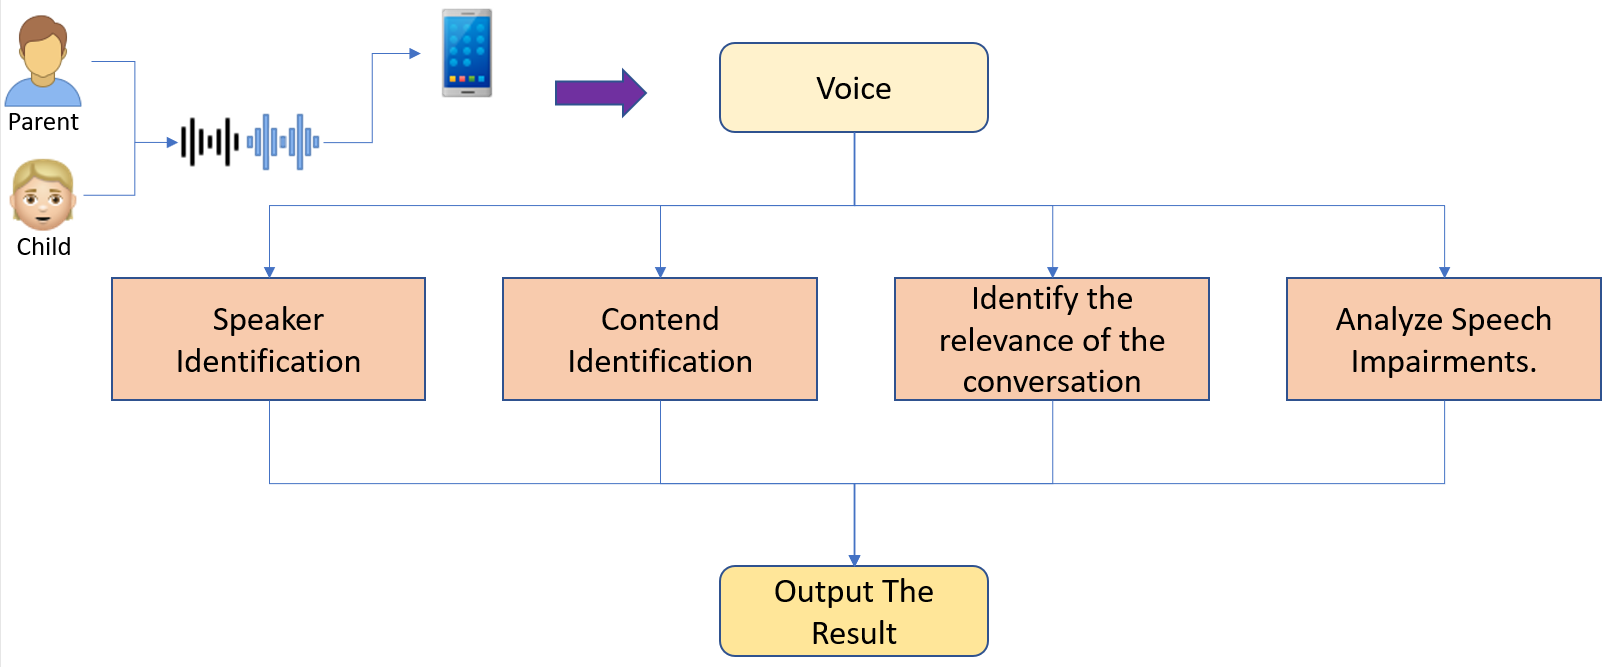 Parent
Child
Voice
Speaker
Identification
Contend
Identification
Identify the
relevance of the
conversation
Analyze Speech
Impairments.
Output The
Result